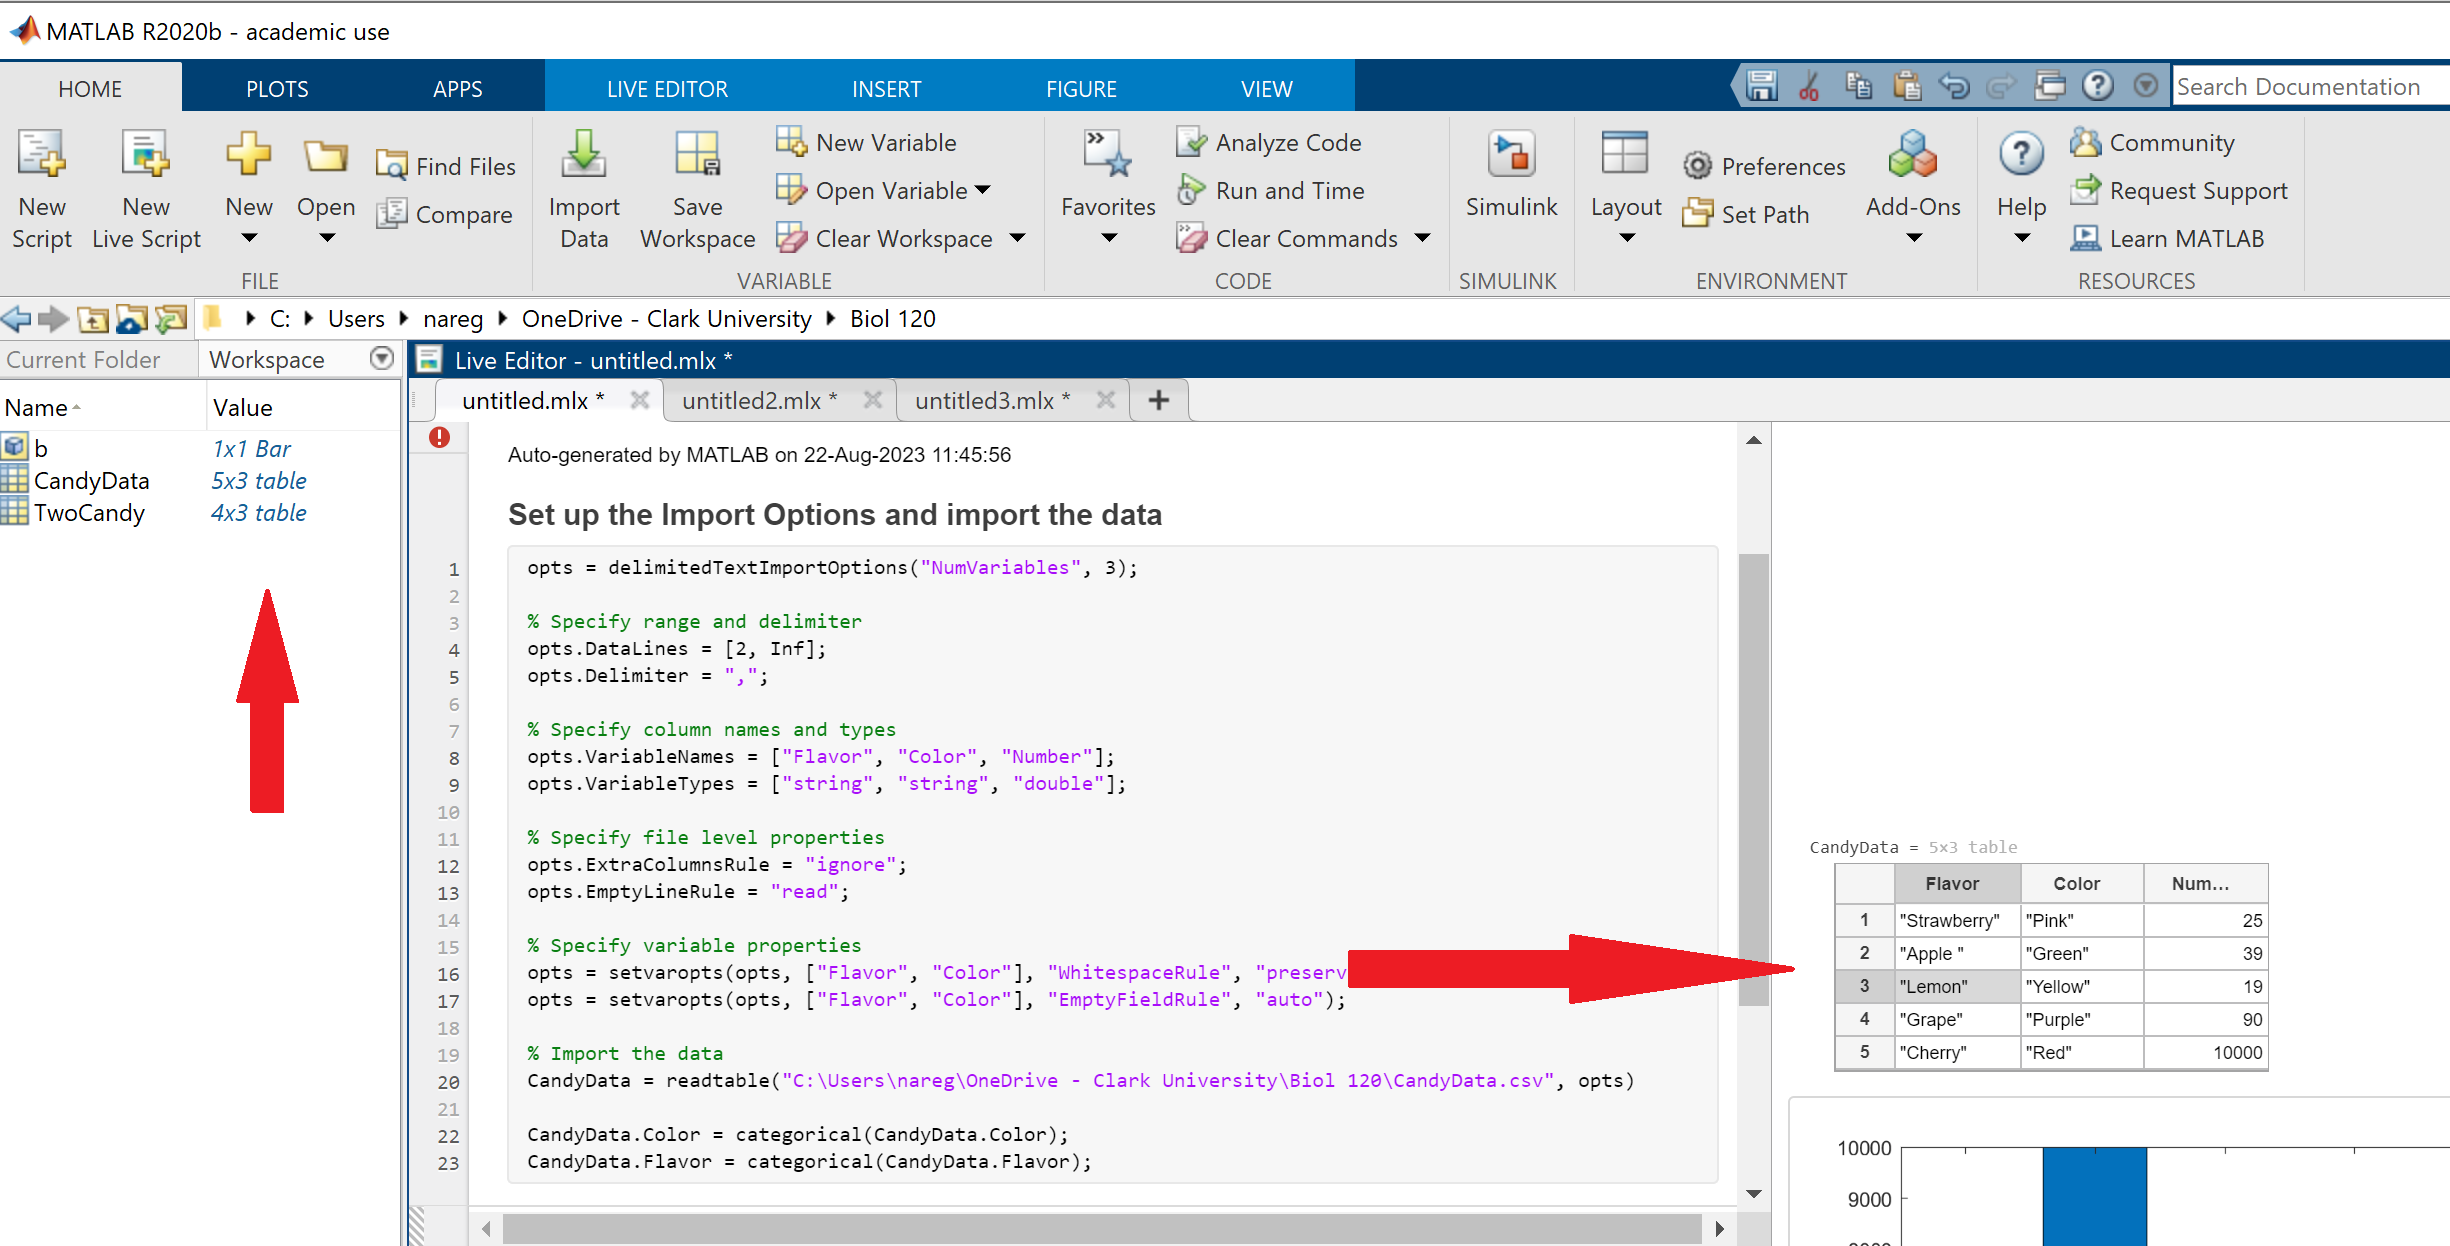 MATLAB R2020b - academic use
HOME PLOTS APPS LIVE EDITOR INSERT FIGURE VIEW Search Documentation
New Script
New Live Script
New
Open
Find Files
Compare
FILE
Import Data
Save Workspace
New Variable
Open Variable
Clear Workspace
VARIABLE
Favorites
Analyze Code
Run and Time
Clear Commands
CODE
Simulink
SIMULINK
Layout
Preferences
Set Path
Add-Ons
ENVIRONMENT
Help
Community
Request Support
Learn MATLAB
RESOURCES
C: Users nareg OneDrive - Clark University Biol 120
Current Folder Workspace
Name Value
b 1x1 Bar
CandyData 5x3 table
TwoCandy 4x3 table
Live Editor - untitled.mlx *
untitled.mlx * untitled2.mlx * untitled3.mlx * +
Auto-generated by MATLAB on 22-Aug-2023 11:45:56
Set up the Import Options and import the data
1 opts = delimitedTextImportOptions("NumVariables", 3);
2
3 % Specify range and delimiter
4 opts.DataLines = [2, Inf];
5 opts.Delimiter = ",";
6
7 % Specify column names and types
8 opts.VariableNames = ["Flavor", "Color", "Number"];
9 opts.VariableTypes = ["string", "string", "double"];
10
11 % Specify file level properties
12 opts.ExtraColumnsRule = "ignore";
13 opts.EmptyLineRule = "read";
14
15 % Specify variable properties
16 opts = setvaropts(opts, ["Flavor", "Color"], "WhitespaceRule", "preserv
17 opts = setvaropts(opts, ["Flavor", "Color"], "EmptyFieldRule", "auto");
18
19 % Import the data
20 CandyData = readtable("C:\Users\nareg\OneDrive - Clark University\Biol 120\CandyData.csv", opts)
21
22 CandyData.Color = categorical(CandyData.Color);
23 CandyData.Flavor = categorical(CandyData.Flavor);
CandyData = 5×3 table
Flavor Color Num...
1 "Strawberry" "Pink" 25
2 "Apple " "Green" 39
3 "Lemon" "Yellow" 19
4 "Grape" "Purple" 90
5 "Cherry" "Red" 10000
10000
9000